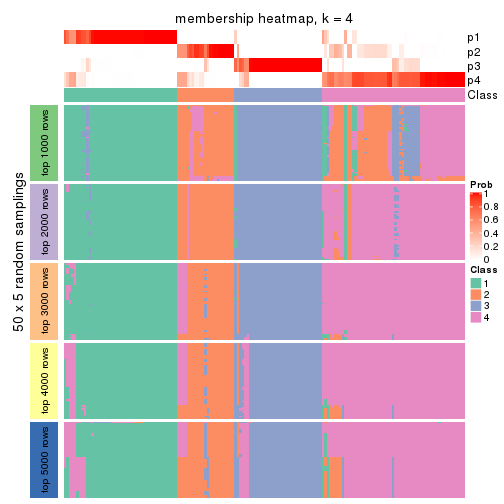 membership heatmap, k = 4
p1
p2
p3
p4
Class
50 x 5 random samplings
top 1000 rows
top 2000 rows
top 3000 rows
top 4000 rows
top 5000 rows
Prob
1
0.8
0.6
0.4
0.2
0
Class
1
2
3
4